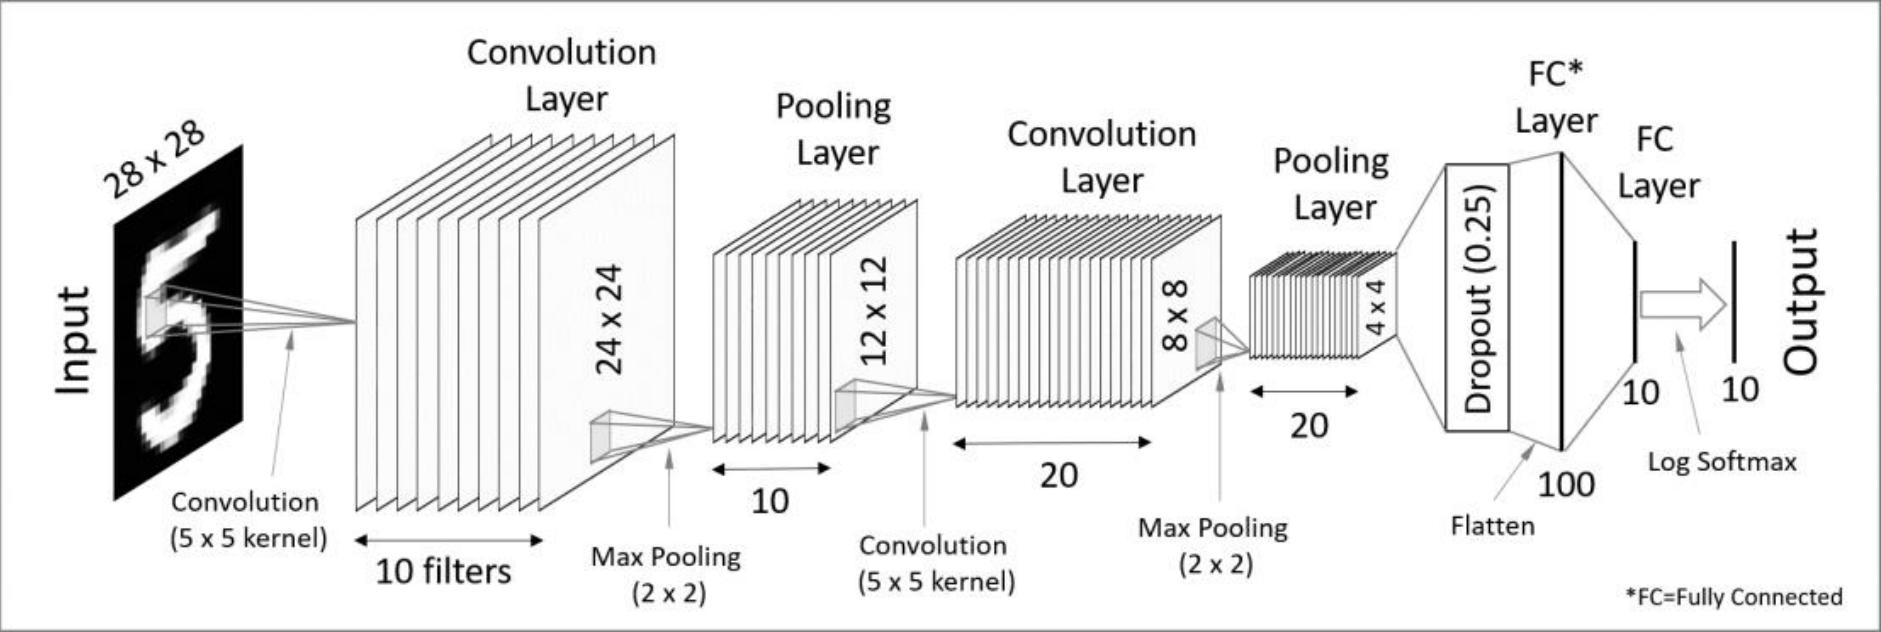 Input
28 x 28
Convolution
(5 x 5 kernel)
Convolution
Layer
24 x 24
10 filters
Max Pooling
(2 x 2)
Pooling
Layer
12 x 12
10
Convolution
(5 x 5 kernel)
Convolution
Layer
8 x 8
20
Max Pooling
(2 x 2)
Pooling
Layer
4 x 4
20
Dropout (0.25)
Flatten
FC*
Layer
100
FC
Layer
10
Log Softmax
10
Output
*FC=Fully Connected